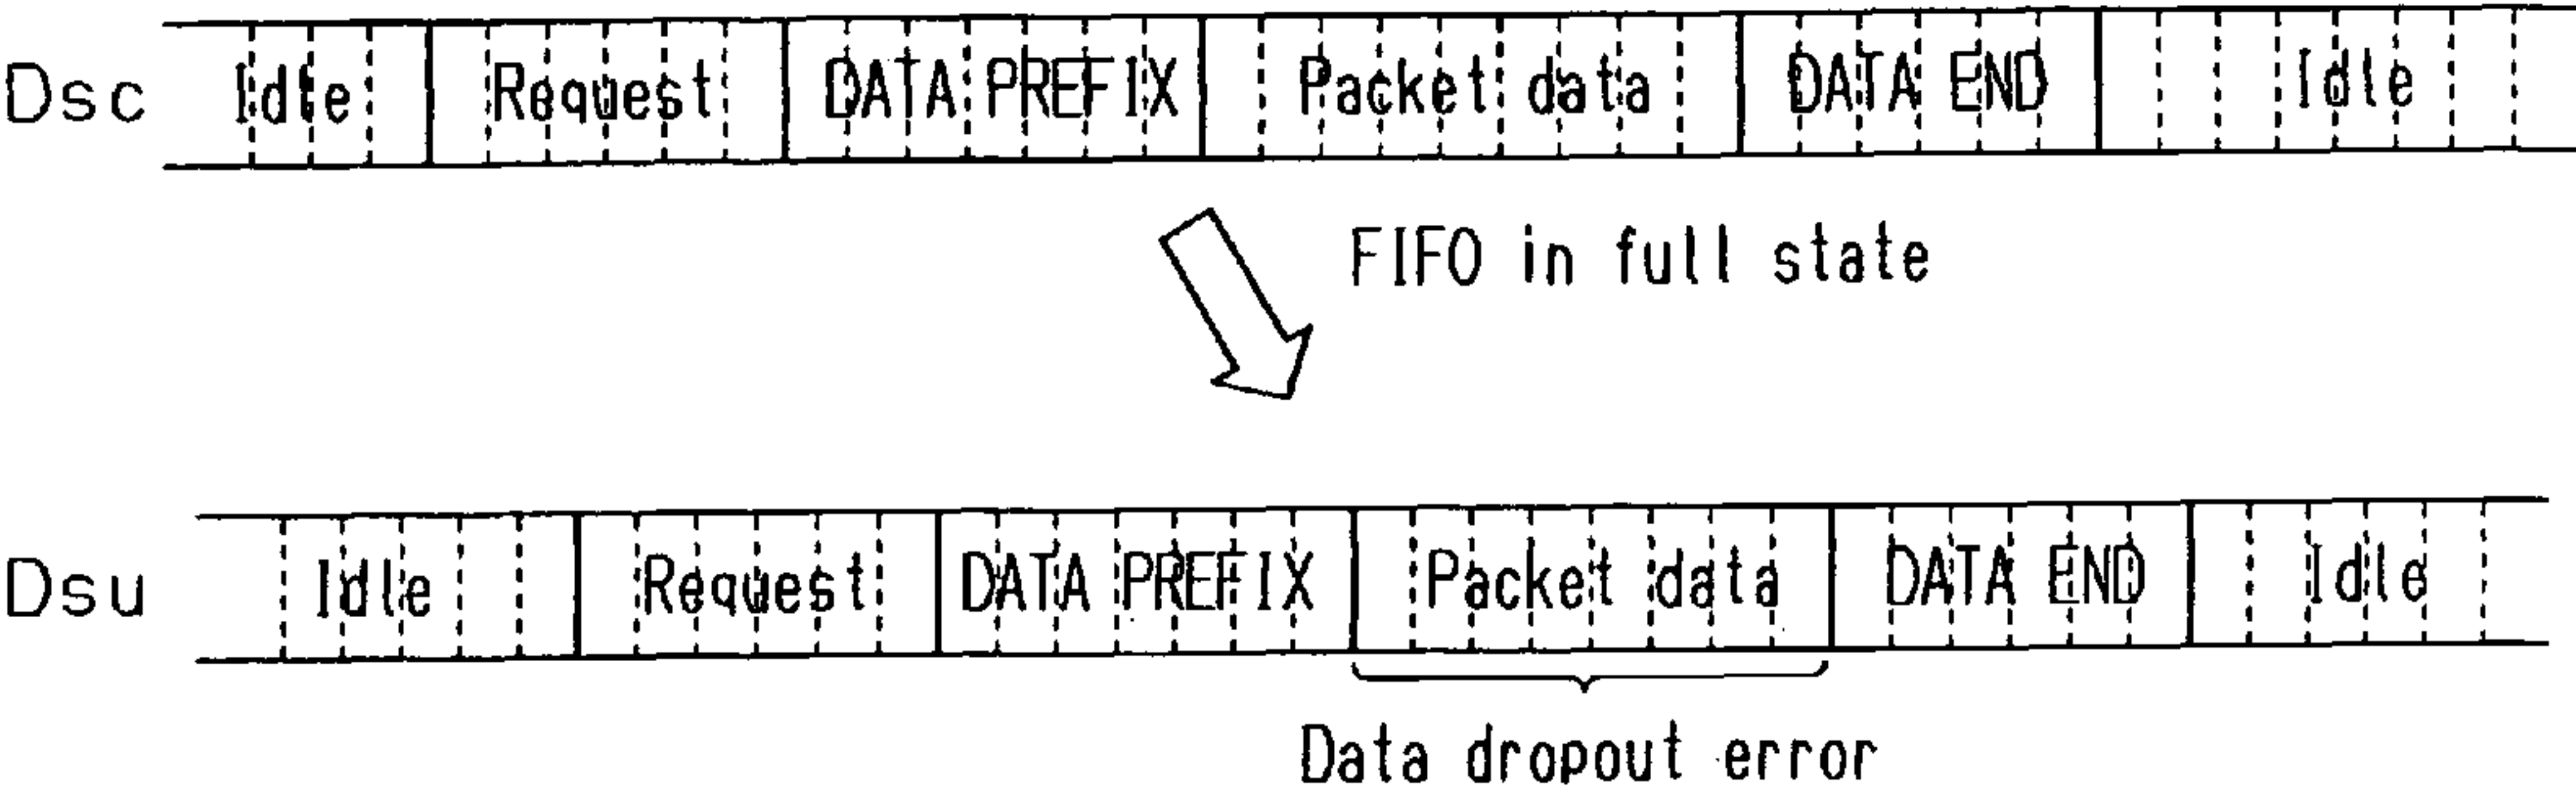 Dsc Idle Request DATA PREFIX Packet data DATA END Idle
FIFO in full state
Dsu Idle Request DATA PREFIX Packet data DATA END Idle
Data dropout error